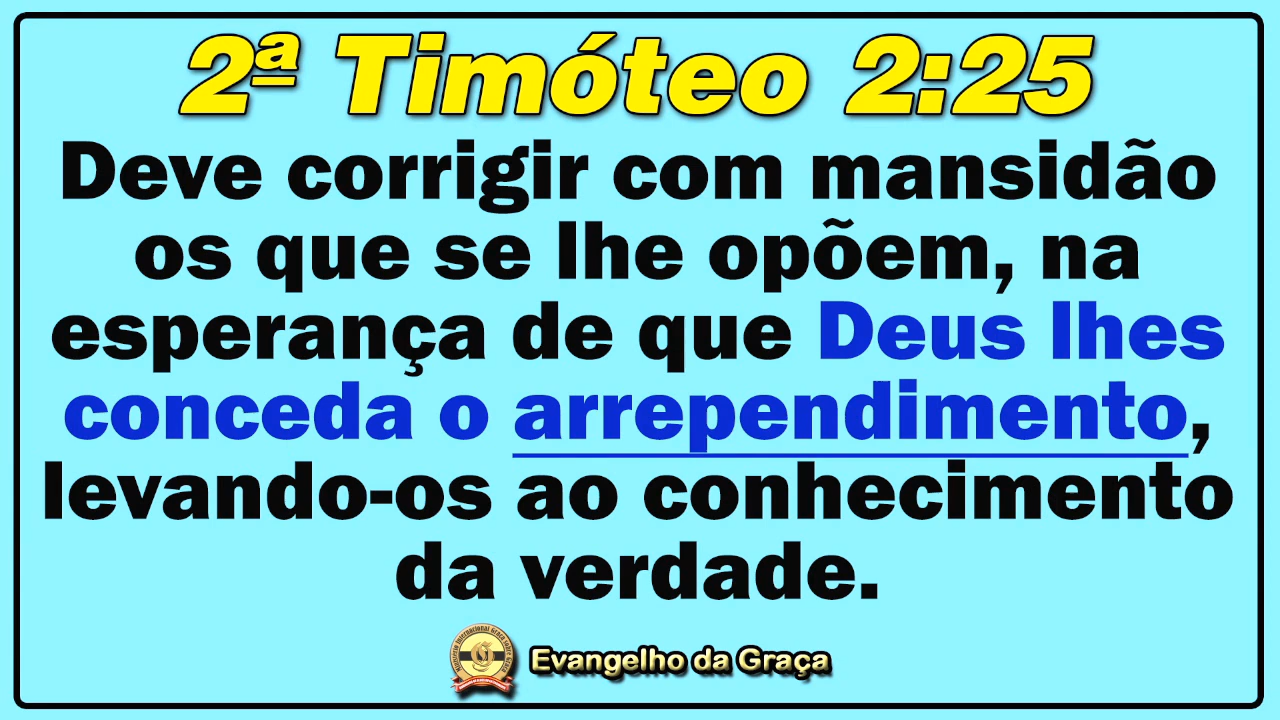 2ª Timóteo 2:25
Deve corrigir com mansidão
os que se lhe opõem, na
esperança de que Deus lhes
conceda o arrependimento,
levando-os ao conhecimento
da verdade.
Evangelho da Graça